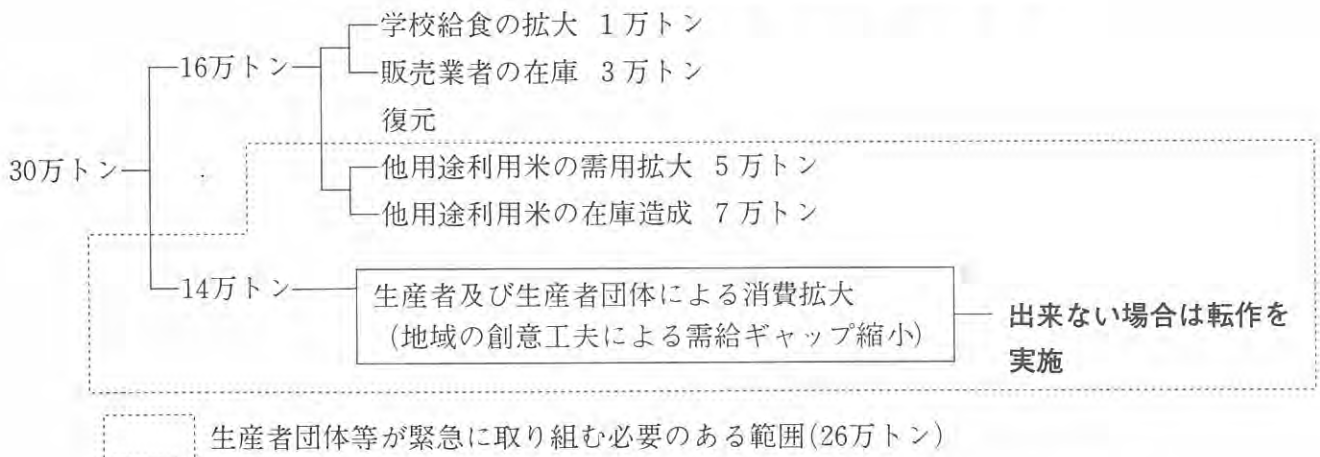 学校給食の拡大 1万トン
16万トン
販売業者の在庫 3万トン
復元
30万トン
他用途利用米の需用拡大 5万トン
他用途利用米の在庫造成 7万トン
14万トン
生産者及び生産者団体による消費拡大
(地域の創意工夫による需給ギャップ縮小)
出来ない場合は転作を
実施
生産者団体等が緊急に取り組む必要のある範囲(26万トン)